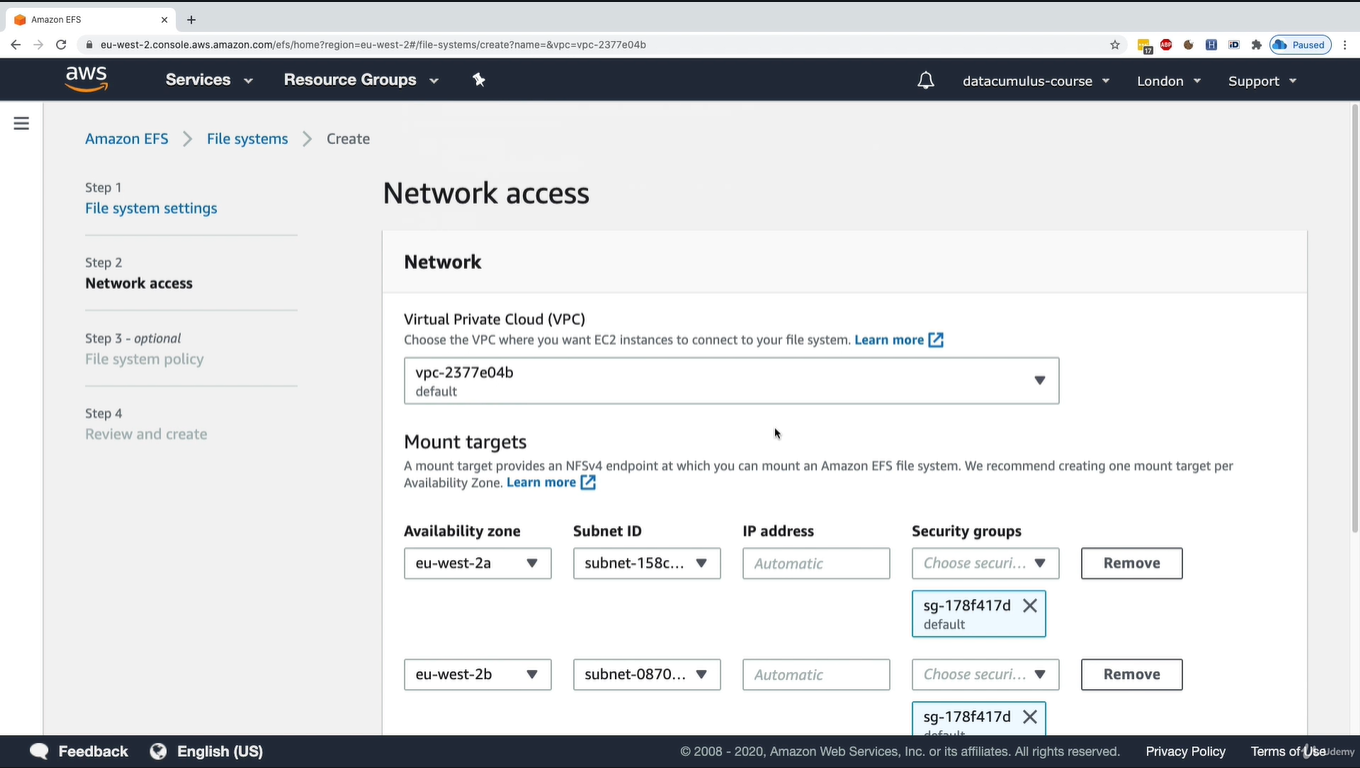 Amazon EFS
eu-west-2.console.aws.amazon.com/efs/home?region=eu-west-2#/file-systems/create?name=&vpc=vpc-2377e04b
17
ABP
H
iD
Paused
aws
Services
Resource Groups
datacumulus-course
London
Support
Amazon EFS
File systems
Create
Step 1
File system settings
Step 2
Network access
Step 3 - optional
File system policy
Step 4
Review and create
Network access
Network
Virtual Private Cloud (VPC)
Choose the VPC where you want EC2 instances to connect to your file system. Learn more
vpc-2377e04b
default
Mount targets
A mount target provides an NFSv4 endpoint at which you can mount an Amazon EFS file system. We recommend creating one mount target per
Availability Zone. Learn more
Availability zone
Subnet ID
IP address
Security groups
eu-west-2a
subnet-158c...
Automatic
Choose securi...
Remove
sg-178f417d
default
eu-west-2b
subnet-0870...
Automatic
Choose securi...
Remove
sg-178f417d
default
Feedback
English (US)
© 2008 - 2020, Amazon Web Services, Inc. or its affiliates. All rights reserved.
Privacy Policy
Terms of Use
Udemy